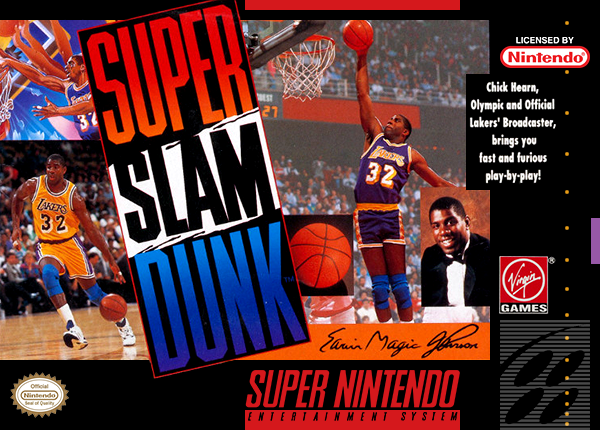 SUPER
SLAM
DUNK™
LICENSED BY
Nintendo®
Chick Hearn,
Olympic and Official
Lakers' Broadcaster,
brings you
fast and furious
play-by-play!
27
LAKERS
32
LAKERS
32
Virgin®
GAMES
Earvin Magic Johnson
Official
Nintendo
Seal of Quality
SUPER NINTENDO
ENTERTAINMENT SYSTEM